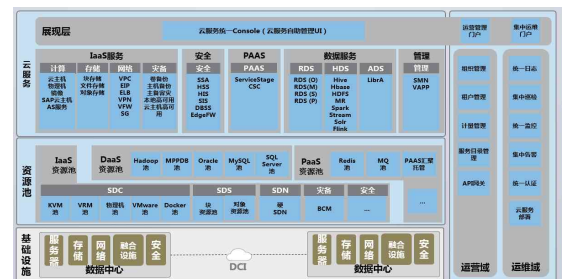 展现层
云服务统一Console(云服务自助管理UI)
运营管理
门户
集中运维
门户
云服务
IaaS服务
安全
PAAS
数据服务
管理
计算
存储
网络
灾备
安全
PAAS
RDS
HDS
ADS
管理
云主机
物理机
镜像
SAP云主机
AS服务
块存储
文件存储
对象存储
VPC
EIP
ELB
VPN
VFW
SG
卷备份
主机备份
主备容灾
本地高可用
云主机高可
用
SSA
HSS
HIS
SIS
DBSS
EdgeFW
ServiceStage
CSC
RDS (O)
RDS(M)
RDS (S)
RDS (P)
Hive
Hbase
HDFS
MR
Spark
Stream
Solr
Flink
LibrA
SMN
VAPP
组织管理
租户管理
计量管理
服务目录管
理
API网关
统一日志
集中巡检
统一监控
集中告警
统一认证
云服务
部署
资源池
IaaS
资源池
DaaS
资源池
Hadoop
池
MPPDB
池
Oracle
池
MySQL
池
SQL
Server
池
PaaS
资源池
Redis
池
MQ
池
SDC
SDS
SDN
灾备
安全
KVM
池
VRM
池
物理机
池
VMware
池
Docker
池
块
资源池
对象
资源池
硬
SDN
BCM
...
...
基础设施
服务器
存储
网络
融合
设施
安全
数据中心
DCI
服务器
存储
网络
融合
设施
安全
数据中心
运营域
运维域